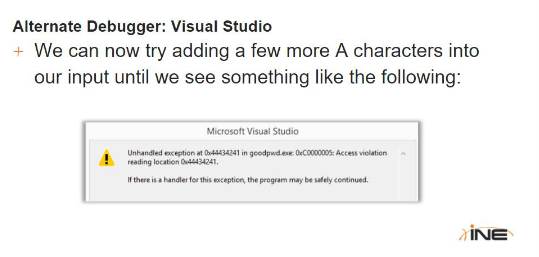 Alternate Debugger: Visual Studio
+ We can now try adding a few more A characters into
our input until we see something like the following:
Microsoft Visual Studio
Unhandled exception at 0x44434241 in goodpwd.exe: 0xC0000005: Access violation
reading location 0x44434241.
If there is a handler for this exception, the program may be safely continued.
INE